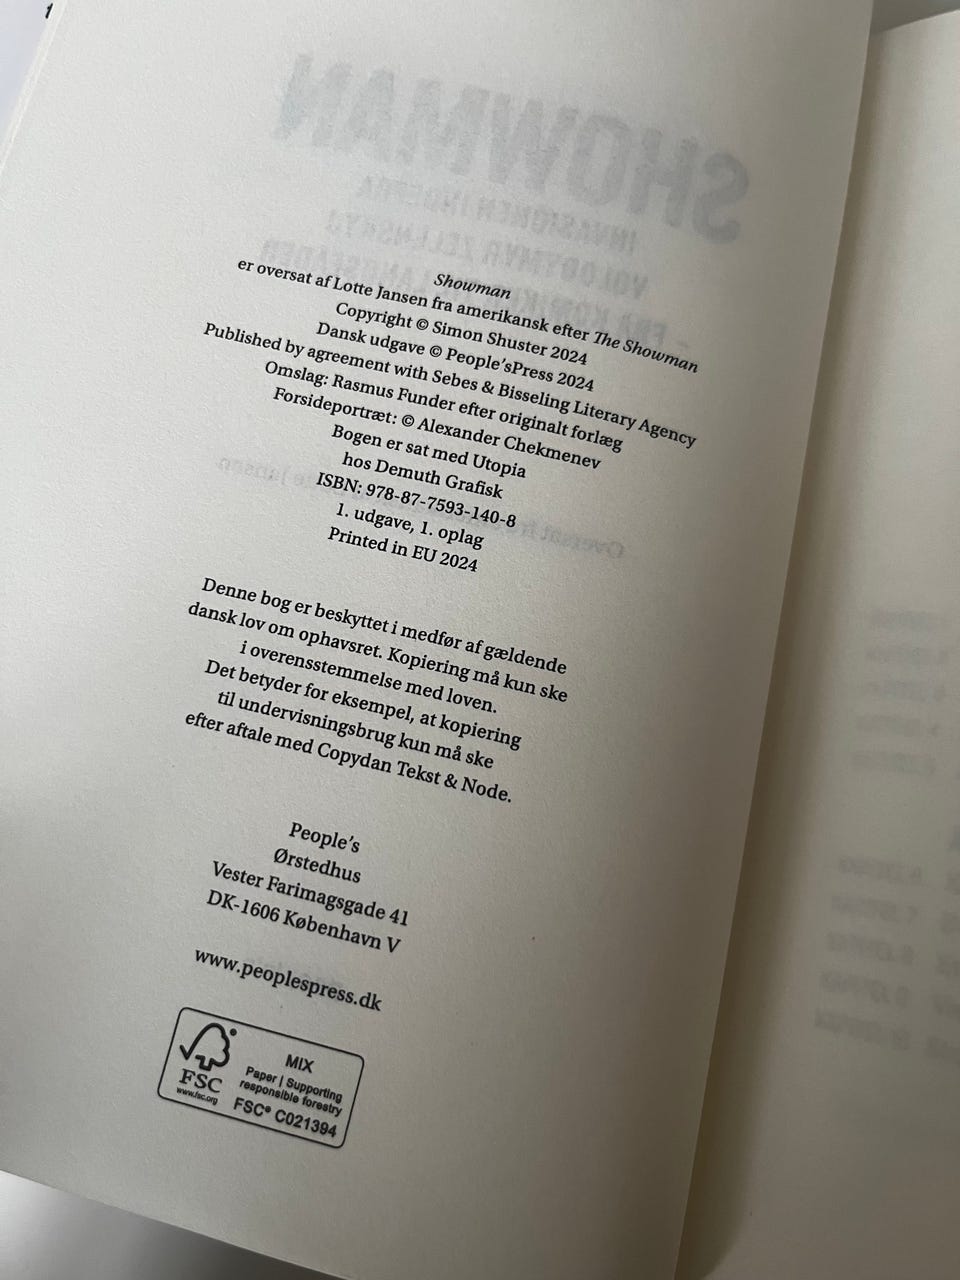 Showman
er oversat af Lotte Jansen fra amerikansk efter The Showman
Copyright © Simon Shuster 2024
Dansk udgave © People'sPress 2024
Published by agreement with Sebes & Bisseling Literary Agency
Omslag: Rasmus Funder efter originalt forlæg
Forsideportræt: © Alexander Chekmenev
Bogen er sat med Utopia
hos Demuth Grafisk
ISBN: 978-87-7593-140-8
1. udgave, 1. oplag
Printed in EU 2024
Denne bog er beskyttet i medfør af gældende
dansk lov om ophavsret. Kopiering må kun ske
i overensstemmelse med loven.
Det betyder for eksempel, at kopiering
til undervisningsbrug kun må ske
efter aftale med Copydan Tekst & Node.
People's
Ørstedhus
Vester Farimagsgade 41
DK-1606 København V
www.peoplespress.dk
FSC
www.fsc.org
MIX
Paper | Supporting
responsible forestry
FSC® C021394